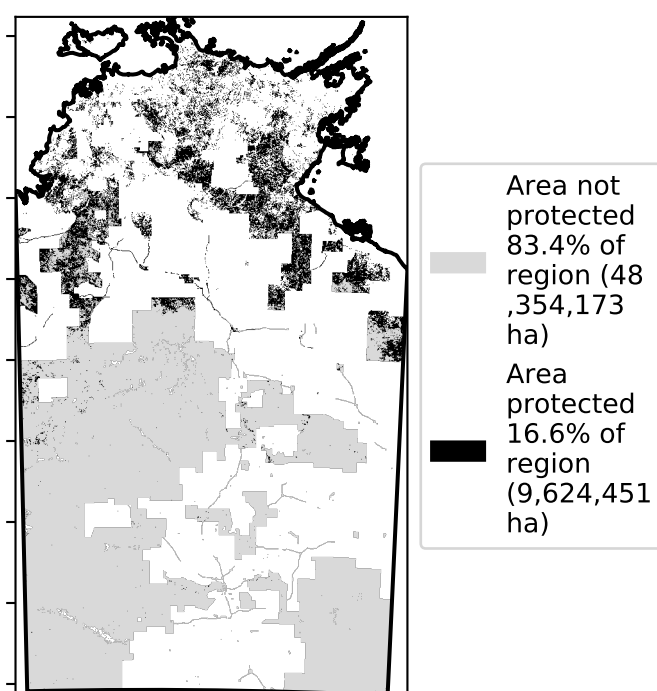 Area not
protected
83.4% of
region (48
,354,173
ha)
Area
protected
16.6% of
region
(9,624,451
ha)